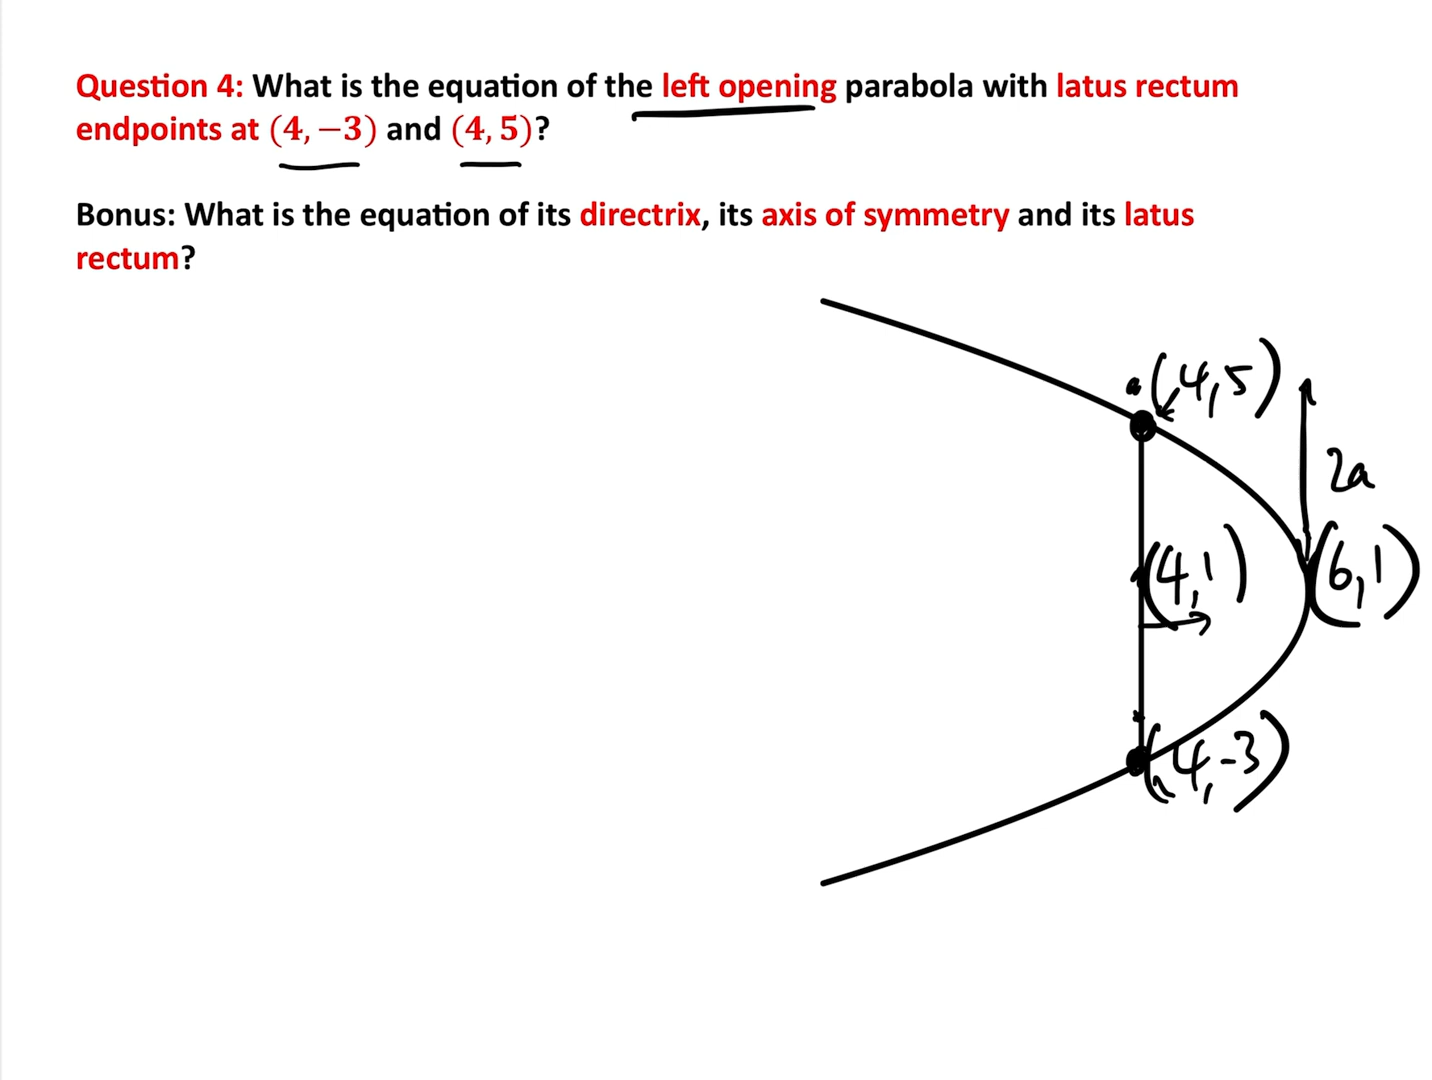 Question 4: What is the equation of the left opening parabola with latus rectum
endpoints at (4, −3) and (4, 5)?
Bonus: What is the equation of its directrix, its axis of symmetry and its latus
rectum?
(4,5)
2a
(4,1)
(6,1)
(4,-3)